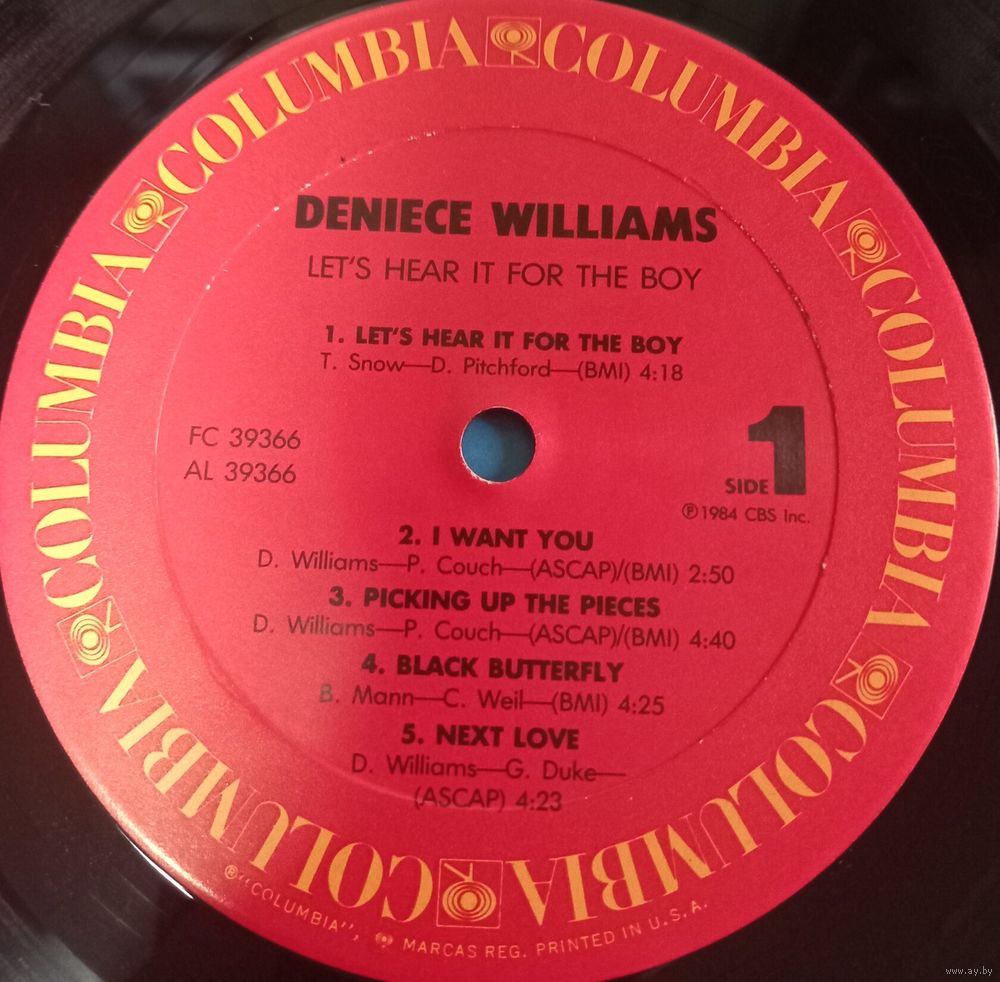 COLUMBIA COLUMBIA COLUMBIA COLUMBIA COLUMBIA COLUMBIA COLUMBIA COLUMBIA
DENIECE WILLIAMS
LET'S HEAR IT FOR THE BOY
1. LET'S HEAR IT FOR THE BOY
T. Snow—D. Pitchford—(BMI) 4:18
FC 39366
AL 39366
SIDE 1
℗1984 CBS Inc.
2. I WANT YOU
D. Williams—P. Couch—(ASCAP)/(BMI) 2:50
3. PICKING UP THE PIECES
D. Williams—P. Couch—(ASCAP)/(BMI) 4:40
4. BLACK BUTTERFLY
B. Mann—C. Weil—(BMI) 4:25
5. NEXT LOVE
D. Williams—G. Duke—
(ASCAP) 4:23
®"COLUMBIA", MARCAS REG. PRINTED IN U.S.A.
www.ay.by